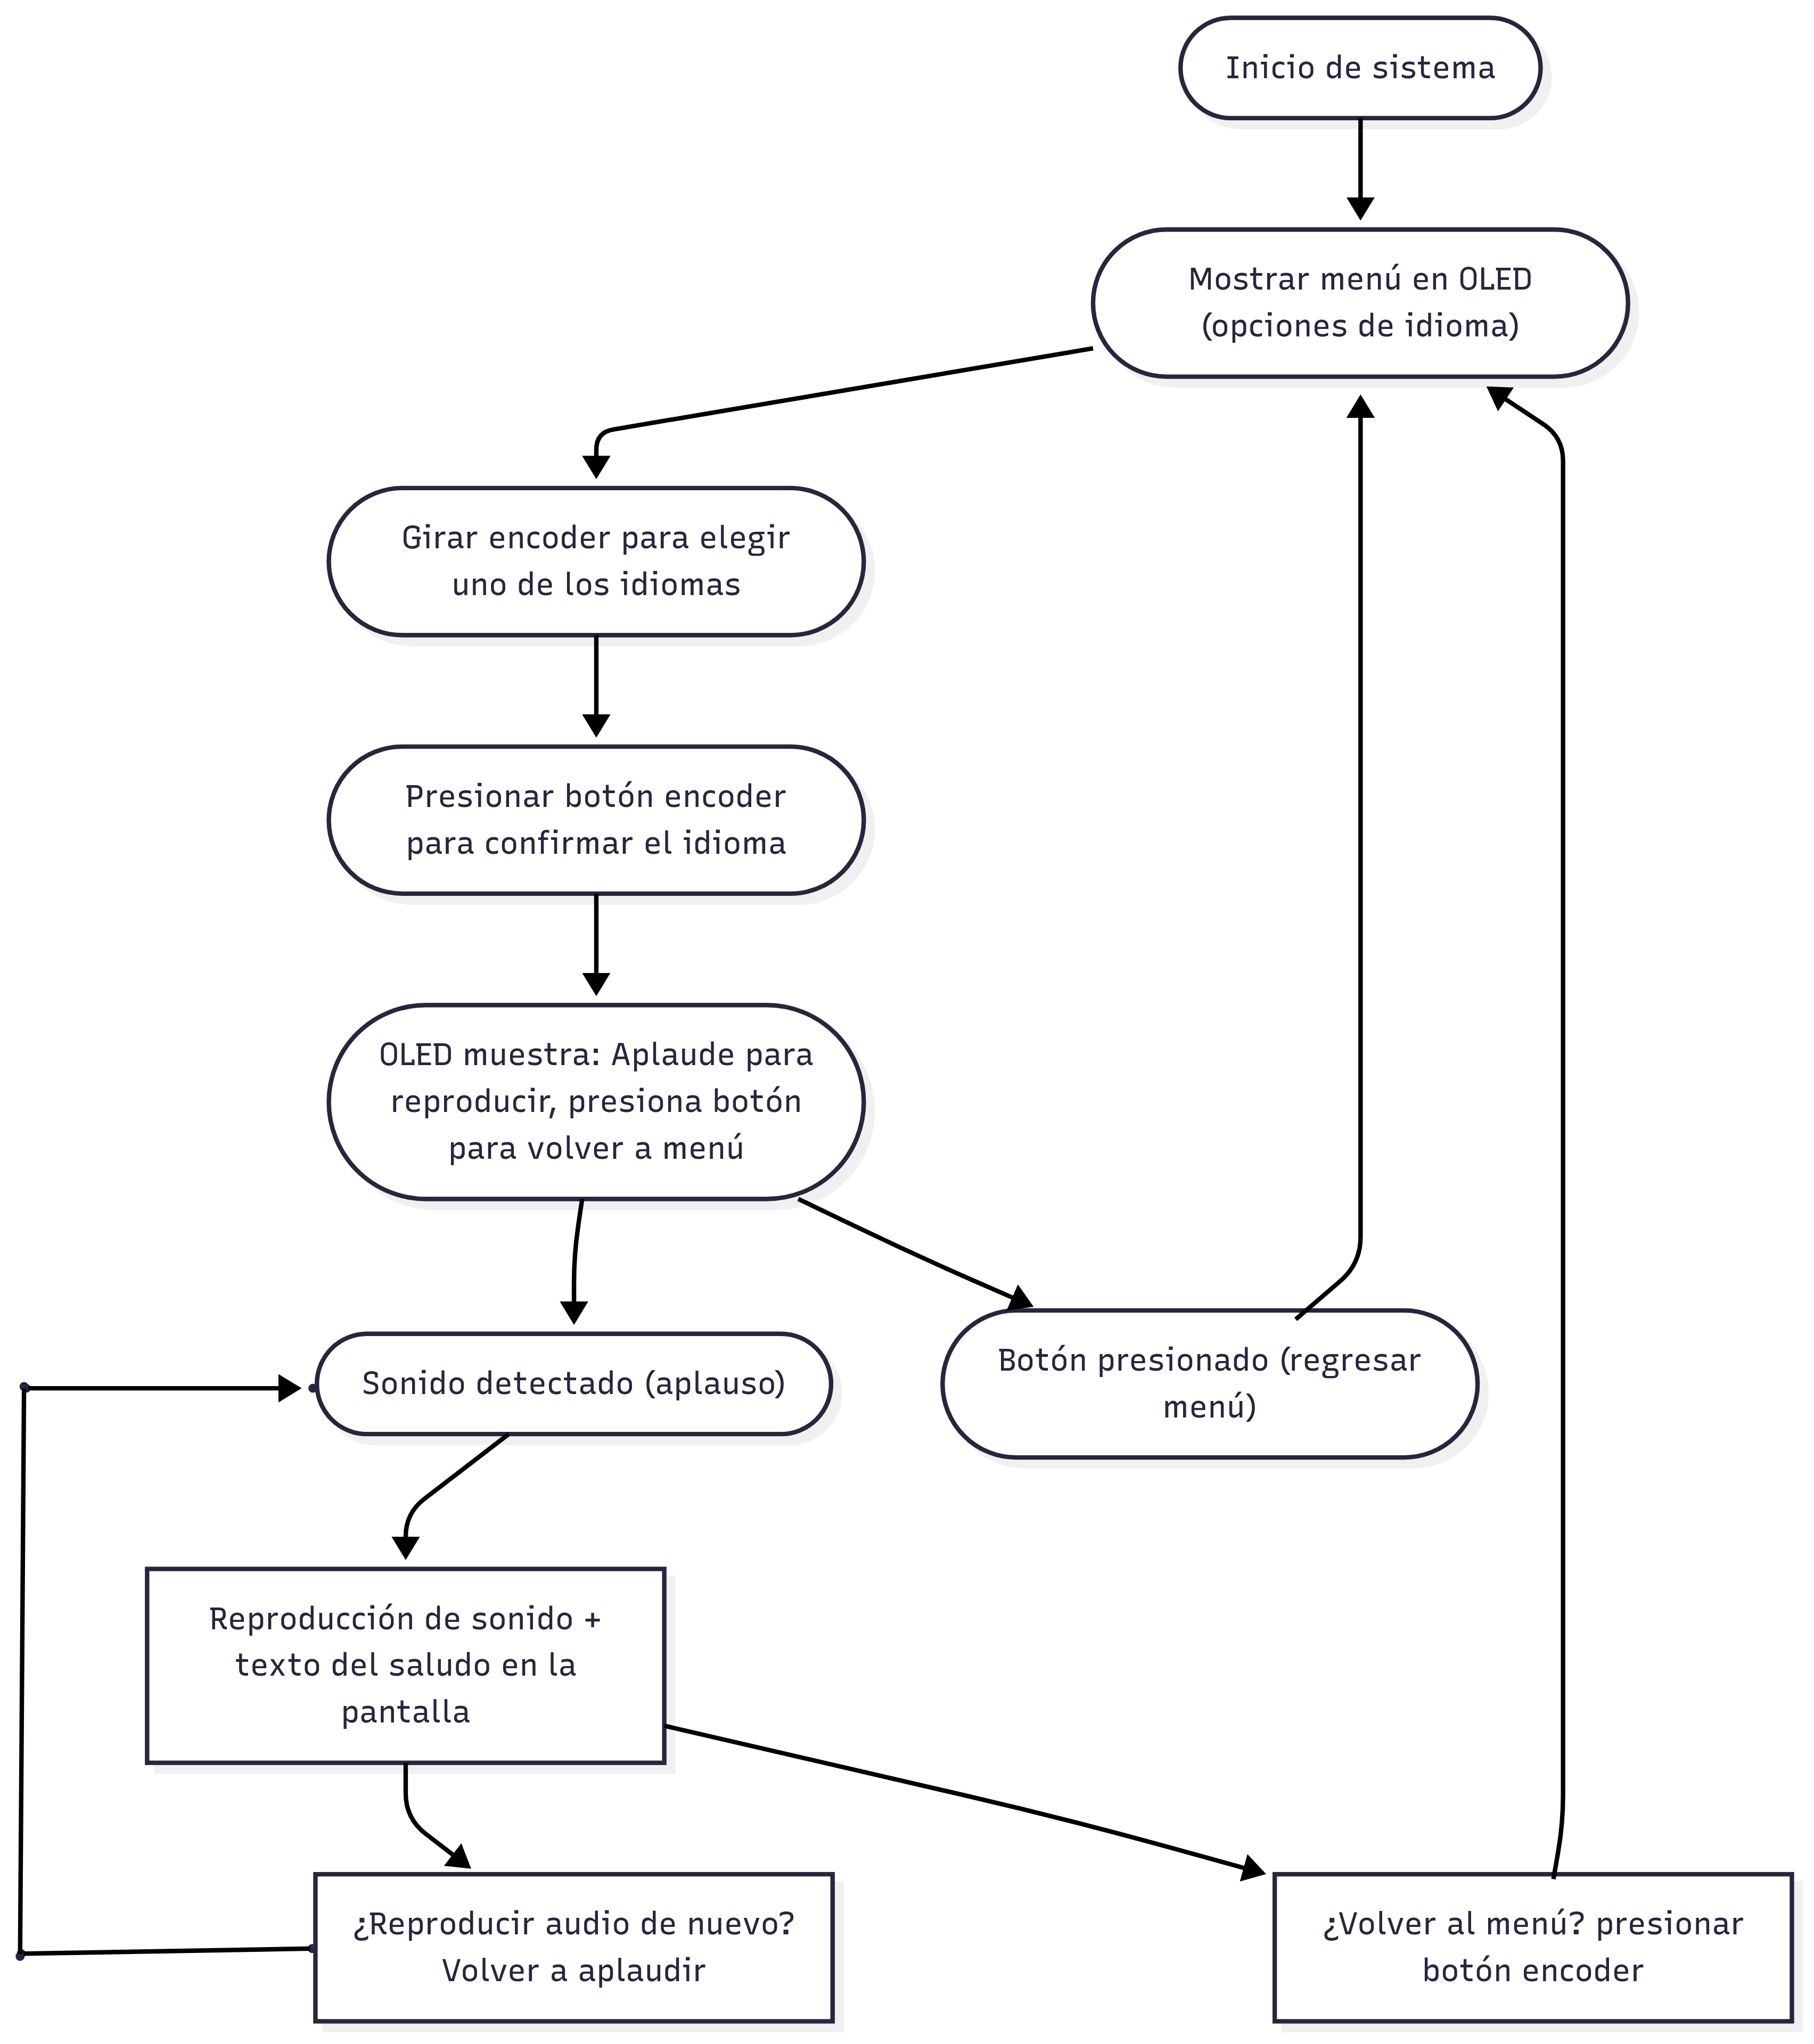 Inicio de sistema
Mostrar menú en OLED
(opciones de idioma)
Girar encoder para elegir
uno de los idiomas
Presionar botón encoder
para confirmar el idioma
OLED muestra: Aplaude para
reproducir, presiona botón
para volver a menú
Sonido detectado (aplauso)
Botón presionado (regresar
menú)
Reproducción de sonido +
texto del saludo en la
pantalla
¿Reproducir audio de nuevo?
Volver a aplaudir
¿Volver al menú? presionar
botón encoder